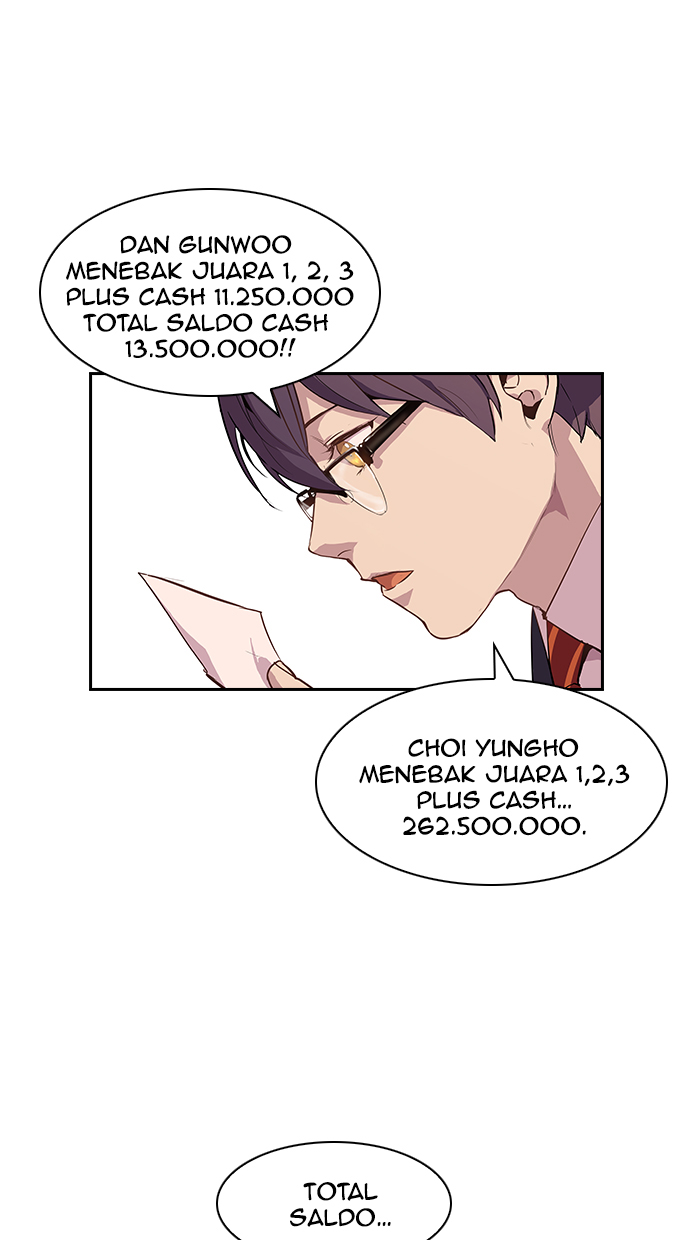 DAN GUNWOO
MENEBAK JUARA 1, 2, 3
PLUS CASH 11.250.000
TOTAL SALDO CASH
13.500.000!!
CHOI YUNGHO
MENEBAK JUARA 1,2,3
PLUS CASH...
262.500.000.
TOTAL
SALDO...